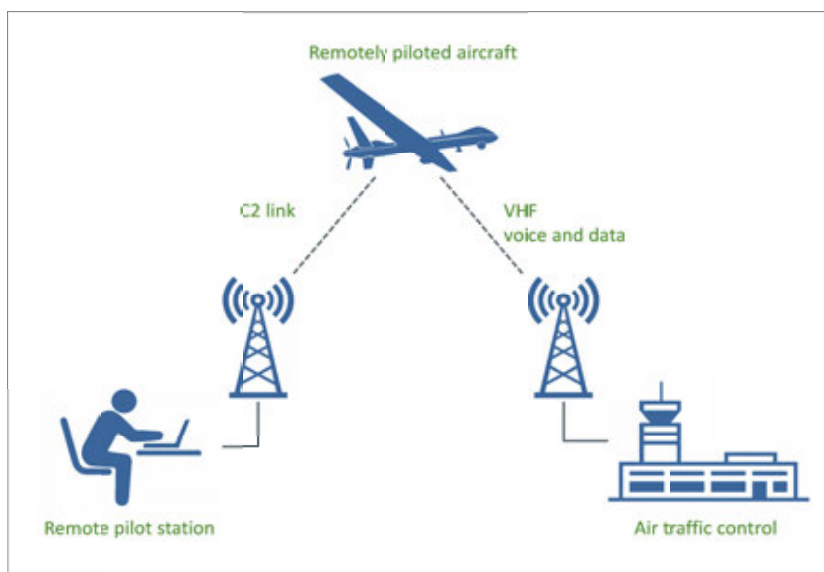 Remotely piloted aircraft
C2 link
VHF
voice and data
Remote pilot station
Air traffic control